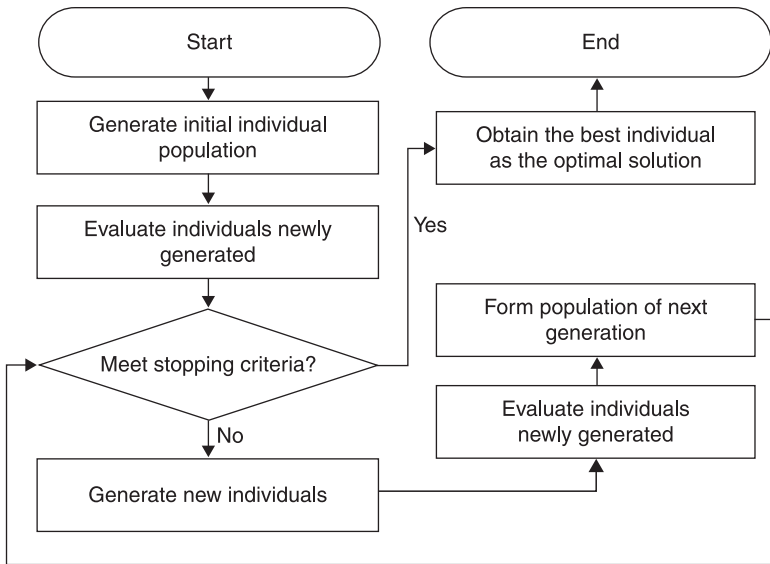 Start
Generate initial individual
population
Evaluate individuals newly
generated
Meet stopping criteria?
No
Generate new individuals
End
Obtain the best individual
as the optimal solution
Yes
Form population of next
generation
Evaluate individuals
newly generated